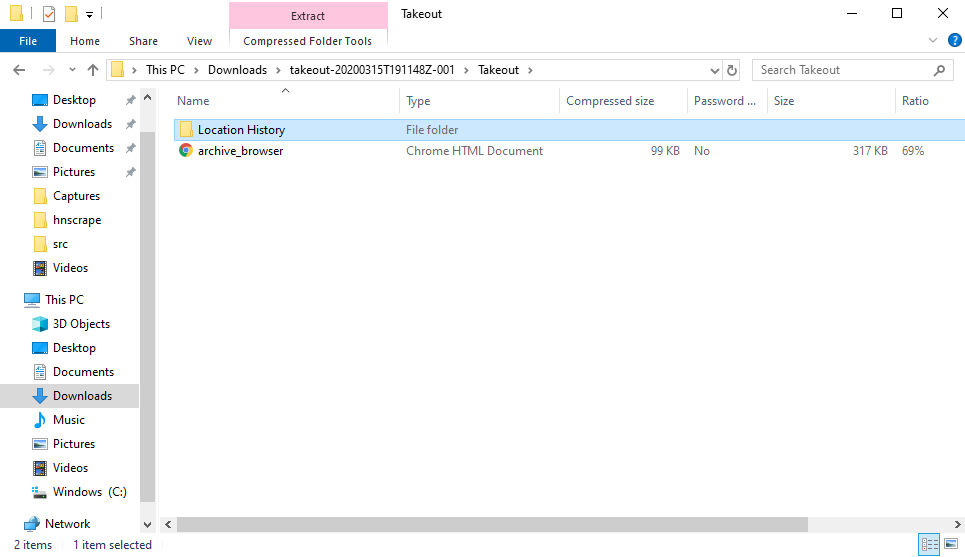 Extract
Takeout
File
Home
Share
View
Compressed Folder Tools
This PC
Downloads
takeout-20200315T191148Z-001
Takeout
Search Takeout
Name
Type
Compressed size
Password ...
Size
Ratio
Location History
File folder
archive_browser
Chrome HTML Document
99 KB
No
317 KB
69%
Desktop
Downloads
Documents
Pictures
Captures
hnscrape
src
Videos
This PC
3D Objects
Desktop
Documents
Downloads
Music
Pictures
Videos
Windows (C:)
Network
2 items
1 item selected